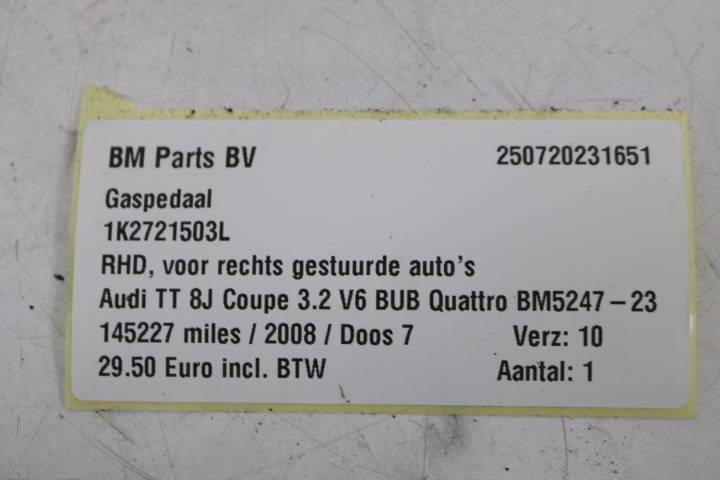 BM Parts BV 250720231651
Gaspedaal
1K2721503L
RHD, voor rechts gestuurde auto's
Audi TT 8J Coupe 3.2 V6 BUB Quattro BM5247-23
145227 miles / 2008 / Doos 7 Verz: 10
29.50 Euro incl. BTW Aantal: 1